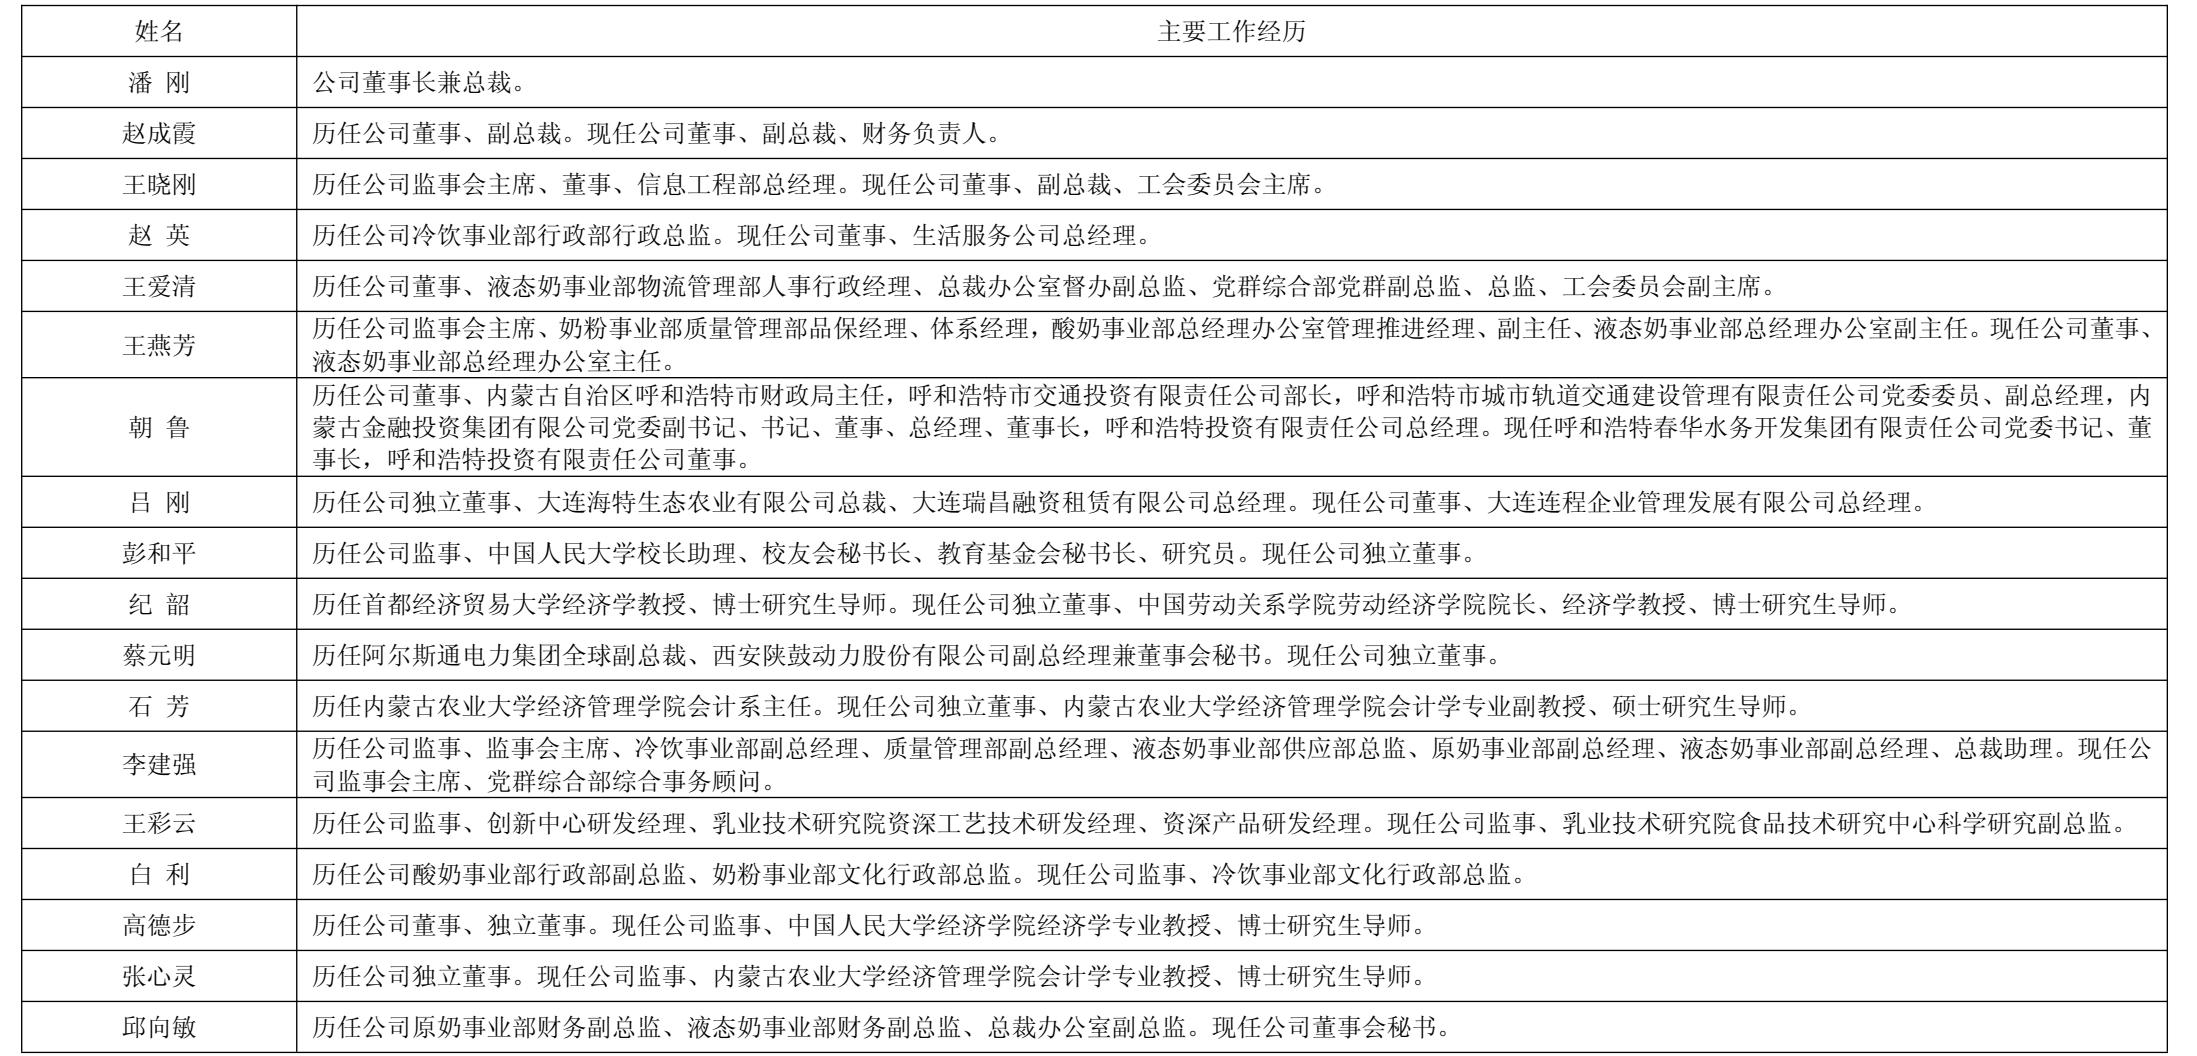 姓名 主要工作经历
潘 刚 公司董事长兼总裁。
赵成霞 历任公司董事、副总裁。现任公司董事、副总裁、财务负责人。
王晓刚 历任公司监事会主席、董事、信息工程部总经理。现任公司董事、副总裁、工会委员会主席。
赵 英 历任公司冷饮事业部行政部行政总监。现任公司董事、生活服务公司总经理。
王爱清 历任公司董事、液态奶事业部物流管理部人事行政经理、总裁办公室督办副总监、党群综合部党群副总监、总监、工会委员会副主席。
王燕芳 历任公司监事会主席、奶粉事业部质量管理部品保经理、体系经理，酸奶事业部总经理办公室管理推进经理、副主任、液态奶事业部总经理办公室副主任。现任公司董事、
液态奶事业部总经理办公室主任。
朝 鲁 历任公司董事、内蒙古自治区呼和浩特市财政局主任，呼和浩特市交通投资有限责任公司部长，呼和浩特市城市轨道交通建设管理有限责任公司党委委员、副总经理，内
蒙古金融投资集团有限公司党委副书记、书记、董事、总经理、董事长，呼和浩特投资有限责任公司总经理。现任呼和浩特春华水务开发集团有限责任公司党委书记、董
事长，呼和浩特投资有限责任公司董事。
吕 刚 历任公司独立董事、大连海特生态农业有限公司总裁、大连瑞昌融资租赁有限公司总经理。现任公司董事、大连连程企业管理发展有限公司总经理。
彭和平 历任公司监事、中国人民大学校长助理、校友会秘书长、教育基金会秘书长、研究员。现任公司独立董事。
纪 韶 历任首都经济贸易大学经济学教授、博士研究生导师。现任公司独立董事、中国劳动关系学院劳动经济学院院长、经济学教授、博士研究生导师。
蔡元明 历任阿尔斯通电力集团全球副总裁、西安陕鼓动力股份有限公司副总经理兼董事会秘书。现任公司独立董事。
石 芳 历任内蒙古农业大学经济管理学院会计系主任。现任公司独立董事、内蒙古农业大学经济管理学院会计学专业副教授、硕士研究生导师。
李建强 历任公司监事、监事会主席、冷饮事业部副总经理、质量管理部副总经理、液态奶事业部供应部总监、原奶事业部副总经理、液态奶事业部副总经理、总裁助理。现任公
司监事会主席、党群综合部综合事务顾问。
王彩云 历任公司监事、创新中心研发经理、乳业技术研究院资深工艺技术研发经理、资深产品研发经理。现任公司监事、乳业技术研究院食品技术研究中心科学研究副总监。
白 利 历任公司酸奶事业部行政部副总监、奶粉事业部文化行政部总监。现任公司监事、冷饮事业部文化行政部总监。
高德步 历任公司董事、独立董事。现任公司监事、中国人民大学经济学院经济学专业教授、博士研究生导师。
张心灵 历任公司独立董事。现任公司监事、内蒙古农业大学经济管理学院会计学专业教授、博士研究生导师。
邱向敏 历任公司原奶事业部财务副总监、液态奶事业部财务副总监、总裁办公室副总监。现任公司董事会秘书。